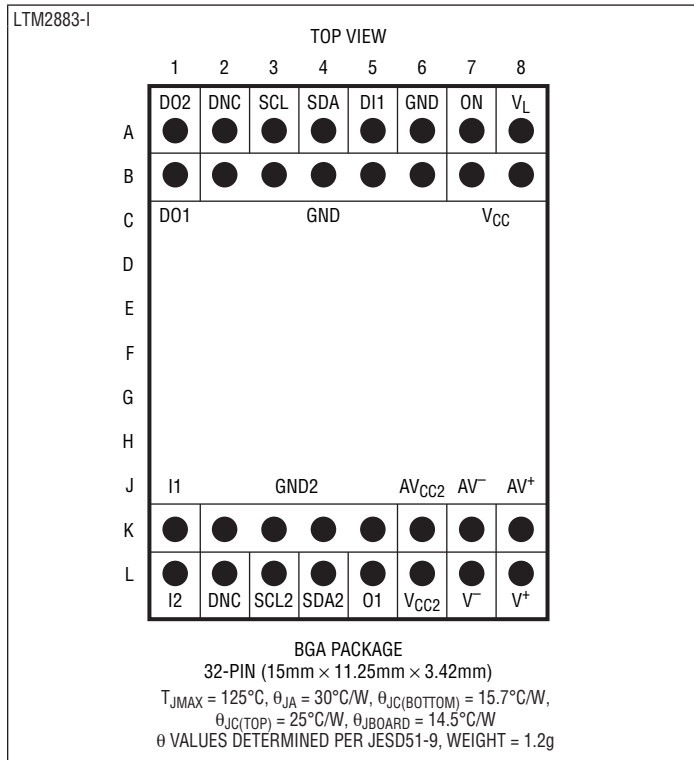 LTM2883-I
TOP VIEW
1 2 3 4 5 6 7 8
DO2 DNC SCL SDA DI1 GND ON VL
A
B
C DO1 GND VCC
D
E
F
G
H
J I1 GND2 AVCC2 AV− AV+
K
L
I2 DNC SCL2 SDA2 O1 VCC2 V− V+
BGA PACKAGE
32-PIN (15mm × 11.25mm × 3.42mm)
TJMAX = 125°C, θJA = 30°C/W, θJC(BOTTOM) = 15.7°C/W,
θJC(TOP) = 25°C/W, θJBOARD = 14.5°C/W
θ VALUES DETERMINED PER JESD51-9, WEIGHT = 1.2g